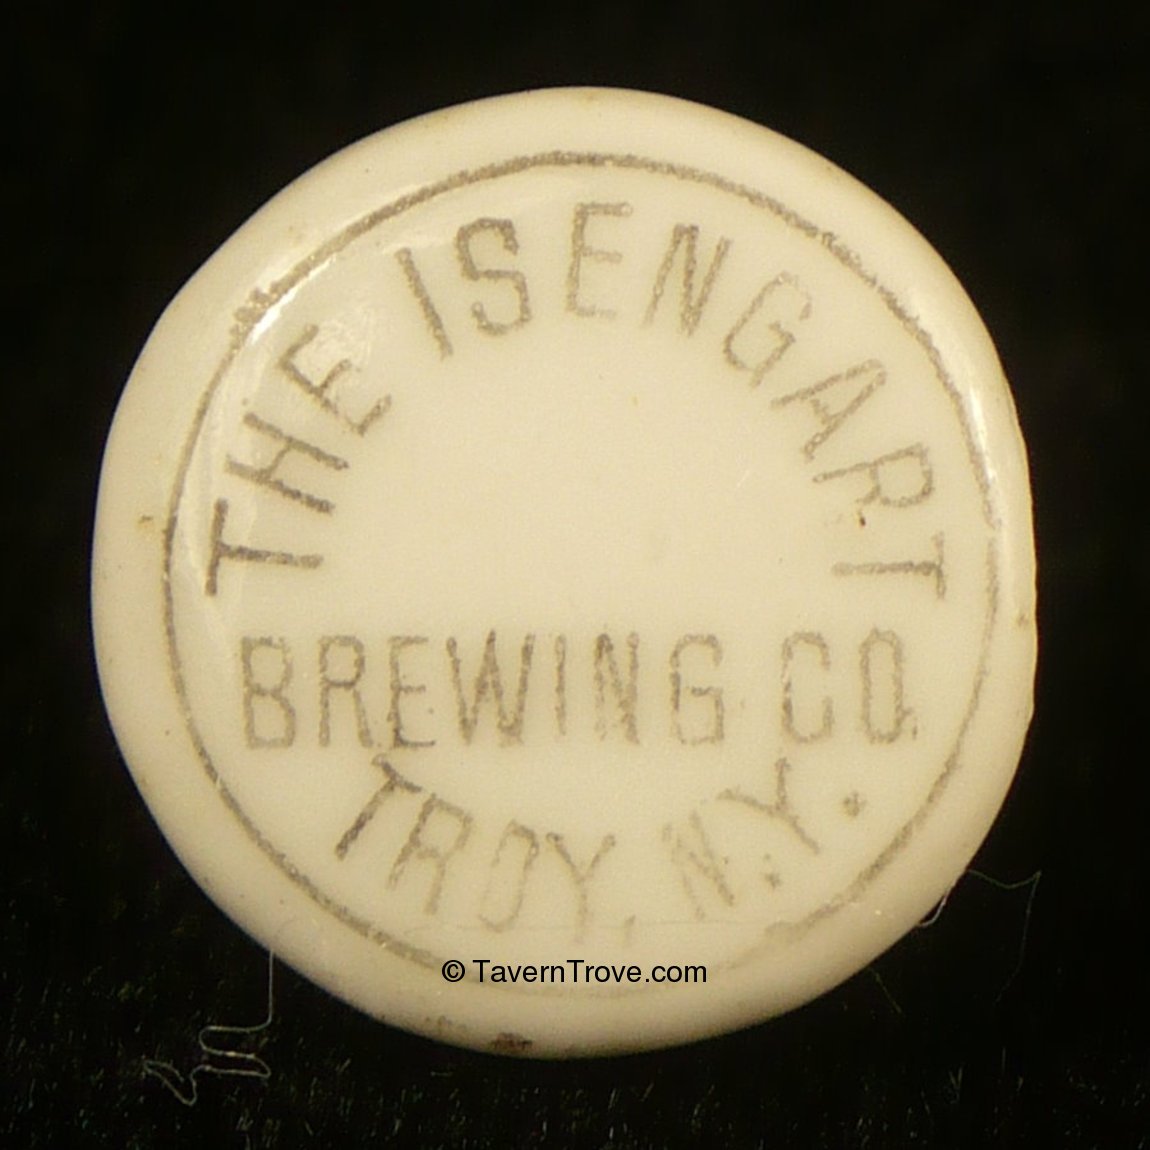 THE ISENGART
BREWING CO.
TROY, N.Y.
© TavernTrove.com